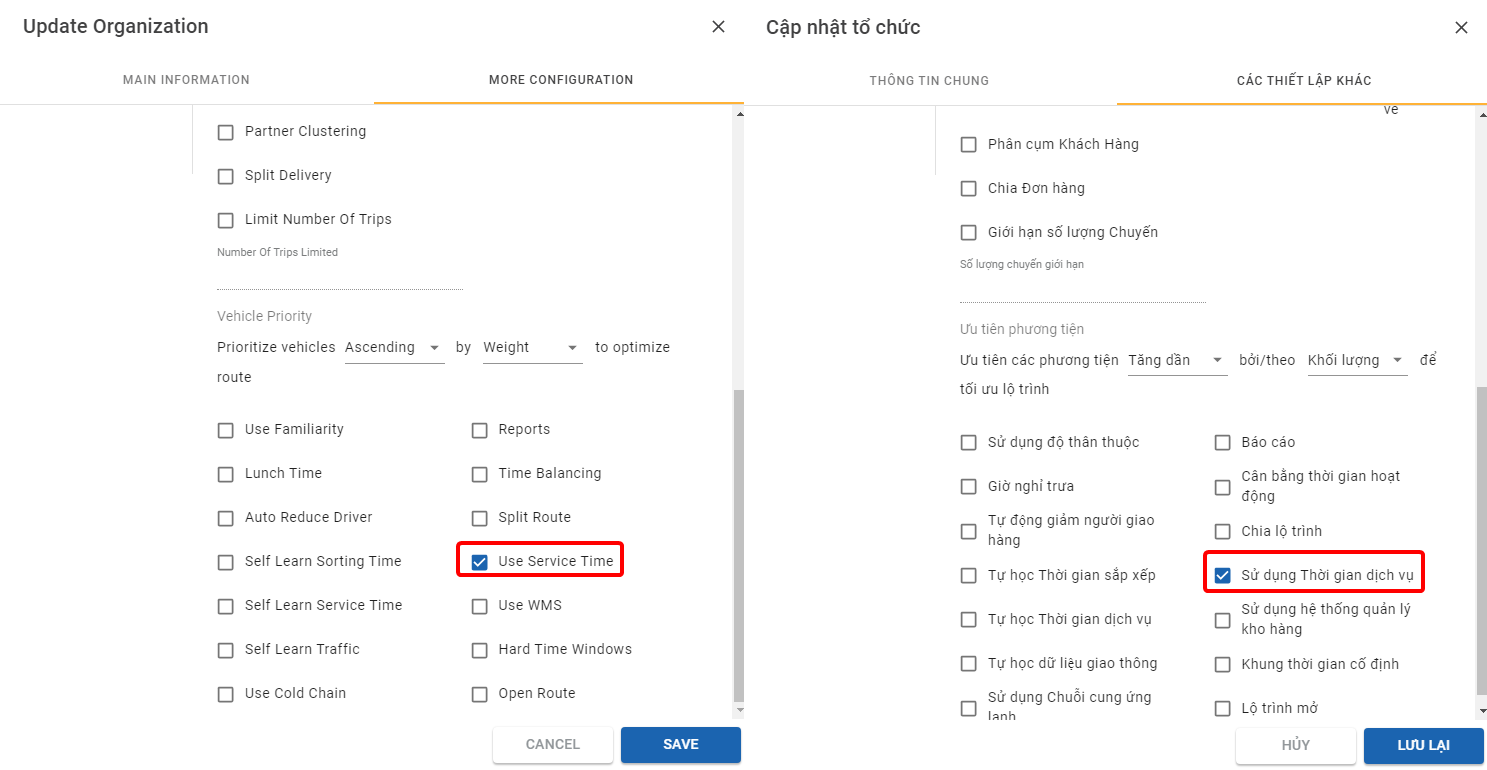 Update Organization
MAIN INFORMATION
MORE CONFIGURATION
Partner Clustering
Split Delivery
Limit Number Of Trips
Number Of Trips Limited
Vehicle Priority
Prioritize vehicles Ascending by Weight to optimize
route
Use Familiarity
Reports
Lunch Time
Time Balancing
Auto Reduce Driver
Split Route
Self Learn Sorting Time
Use Service Time
Self Learn Service Time
Use WMS
Self Learn Traffic
Hard Time Windows
Use Cold Chain
Open Route
CANCEL
SAVE
Cập nhật tổ chức
THÔNG TIN CHUNG
CÁC THIẾT LẬP KHÁC
Phân cụm Khách Hàng
Chia Đơn hàng
Giới hạn số lượng Chuyến
Số lượng chuyến giới hạn
Ưu tiên phương tiện
Ưu tiên các phương tiện Tăng dần bởi/theo Khối lượng để
tối ưu lộ trình
Sử dụng độ thân thuộc
Báo cáo
Giờ nghỉ trưa
Cân bằng thời gian hoạt
động
Tự động giảm người giao
hàng
Chia lộ trình
Tự học Thời gian sắp xếp
Sử dụng Thời gian dịch vụ
Tự học Thời gian dịch vụ
Sử dụng hệ thống quản lý
kho hàng
Tự học dữ liệu giao thông
Khung thời gian cố định
Sử dụng Chuỗi cung ứng
Lộ trình mở
HỦY
LƯU LẠI